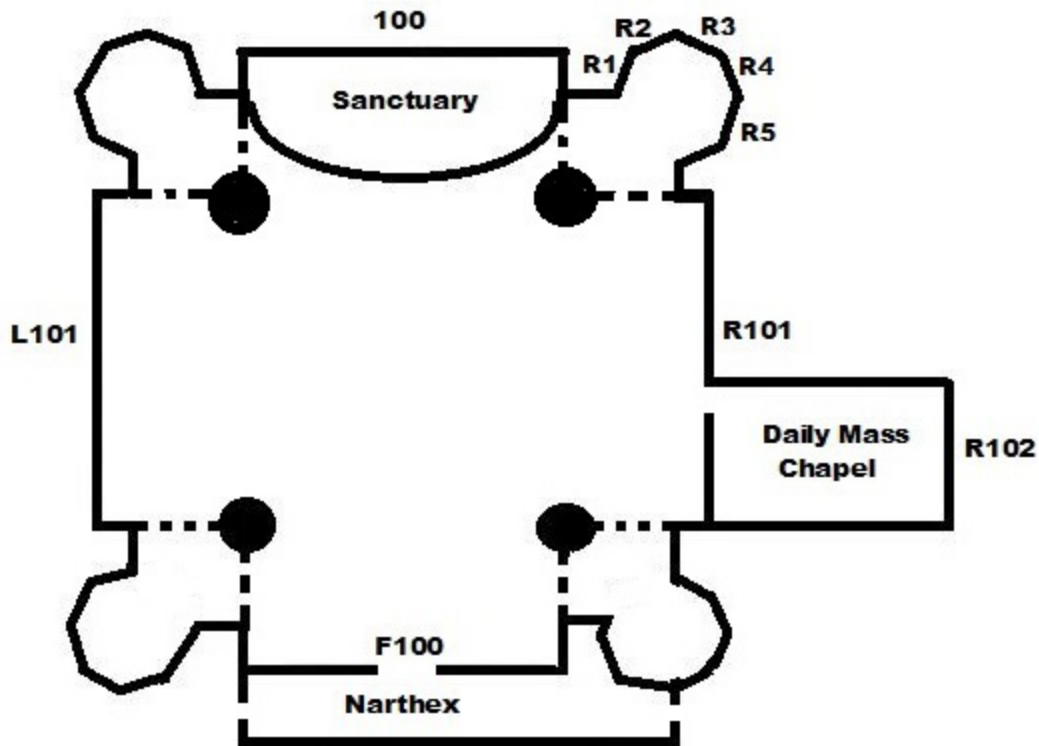 100
R2
R3
R1
R4
Sanctuary
R5
L101
R101
Daily Mass
Chapel
R102
F100
Narthex